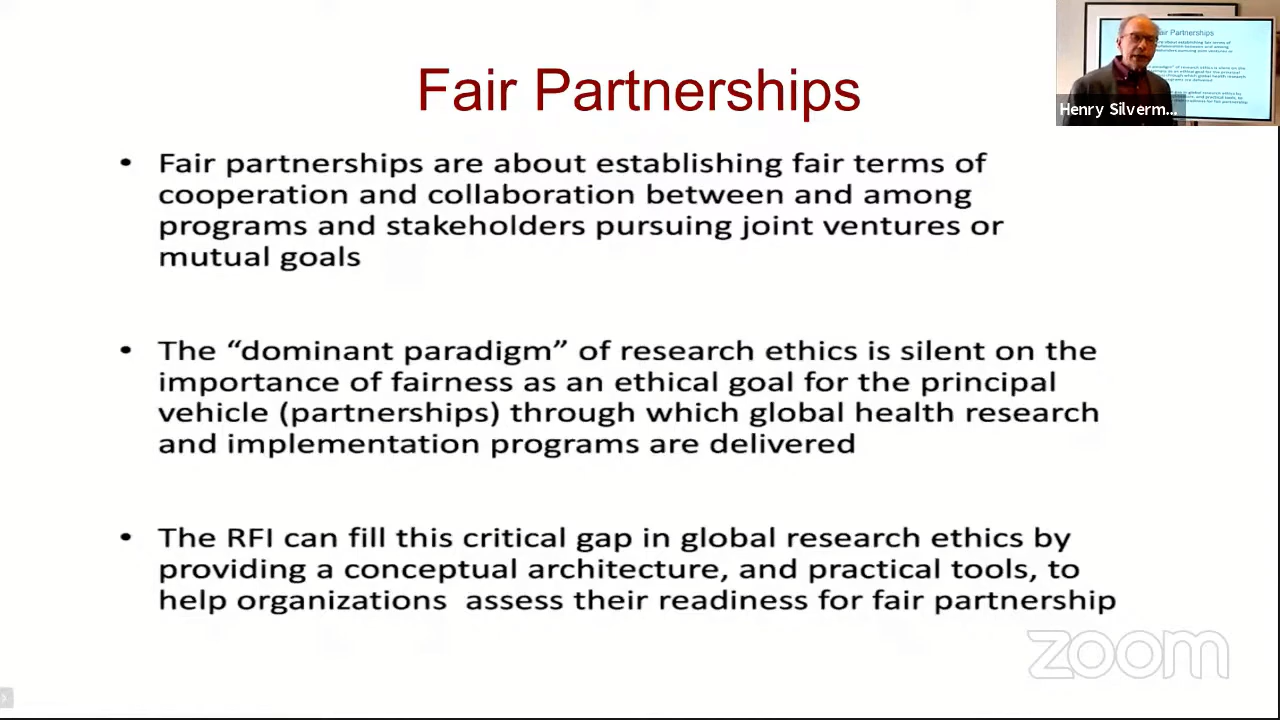 Fair Partnerships
• Fair partnerships are about establishing fair terms of
cooperation and collaboration between and among
programs and stakeholders pursuing joint ventures or
mutual goals
• The “dominant paradigm” of research ethics is silent on the
importance of fairness as an ethical goal for the principal
vehicle (partnerships) through which global health research
and implementation programs are delivered
• The RFI can fill this critical gap in global research ethics by
providing a conceptual architecture, and practical tools, to
help organizations  assess their readiness for fair partnership
Fair Partnerships
Henry Silverm...
zoom